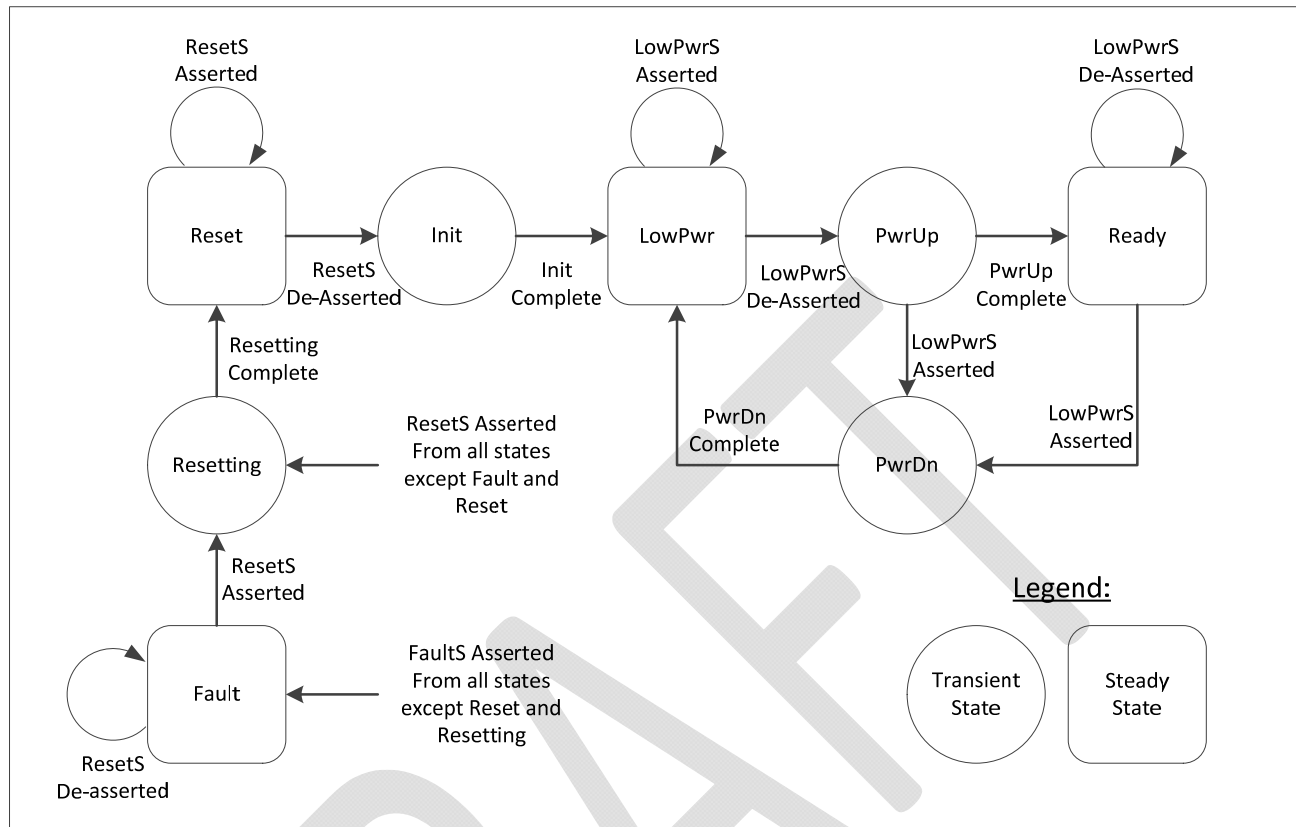 ResetS
Asserted
LowPwrS
Asserted
LowPwrS
De-Asserted
Reset
Init
LowPwr
PwrUp
Ready
ResetS
De-Asserted
Init
Complete
LowPwrS
De-Asserted
PwrUp
Complete
Resetting
Complete
LowPwrS
Asserted
PwrDn
Complete
LowPwrS
Asserted
Resetting
ResetS Asserted
From all states
except Fault and
Reset
PwrDn
ResetS
Asserted
Legend:
Fault
FaultS Asserted
From all states
except Reset and
Resetting
Transient
State
Steady
State
ResetS
De-asserted
DRAFT